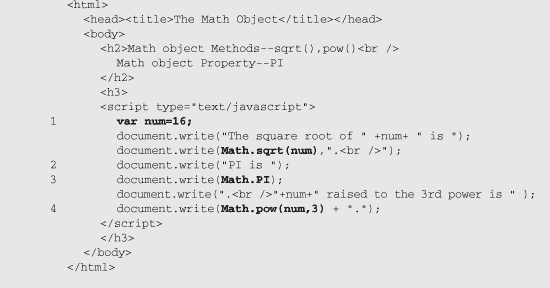 <html>
<head><title>The Math Object</title></head>
<body>
<h2>Math object Methods--sqrt(),pow()<br />
Math object Property--PI
</h2>
<h3>
<script type="text/javascript">
1 var num=16;
document.write("The square root of " +num+ " is ");
document.write(Math.sqrt(num),".<br />");
2 document.write("PI is ");
3 document.write(Math.PI);
document.write(".<br />"+num+" raised to the 3rd power is " );
4 document.write(Math.pow(num,3) + ".");
</script>
</h3>
</body>
</html>